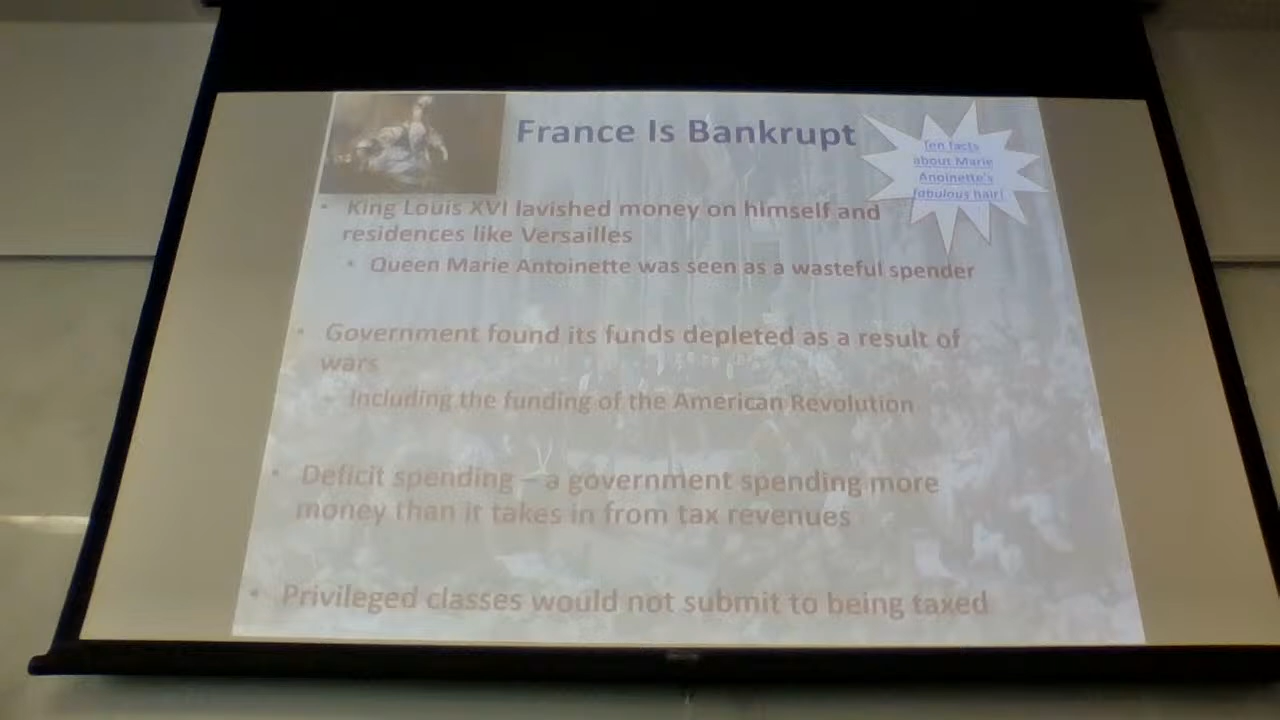 France Is Bankrupt
Ten facts
about Marie
Anoinette's
fabulous hair!
• King Louis XVI lavished money on himself and
residences like Versailles
• Queen Marie Antoinette was seen as a wasteful spender
• Government found its funds depleted as a result of
wars
Including the funding of the American Revolution
• Deficit spending – a government spending more
money than it takes in from tax revenues
• Privileged classes would not submit to being taxed